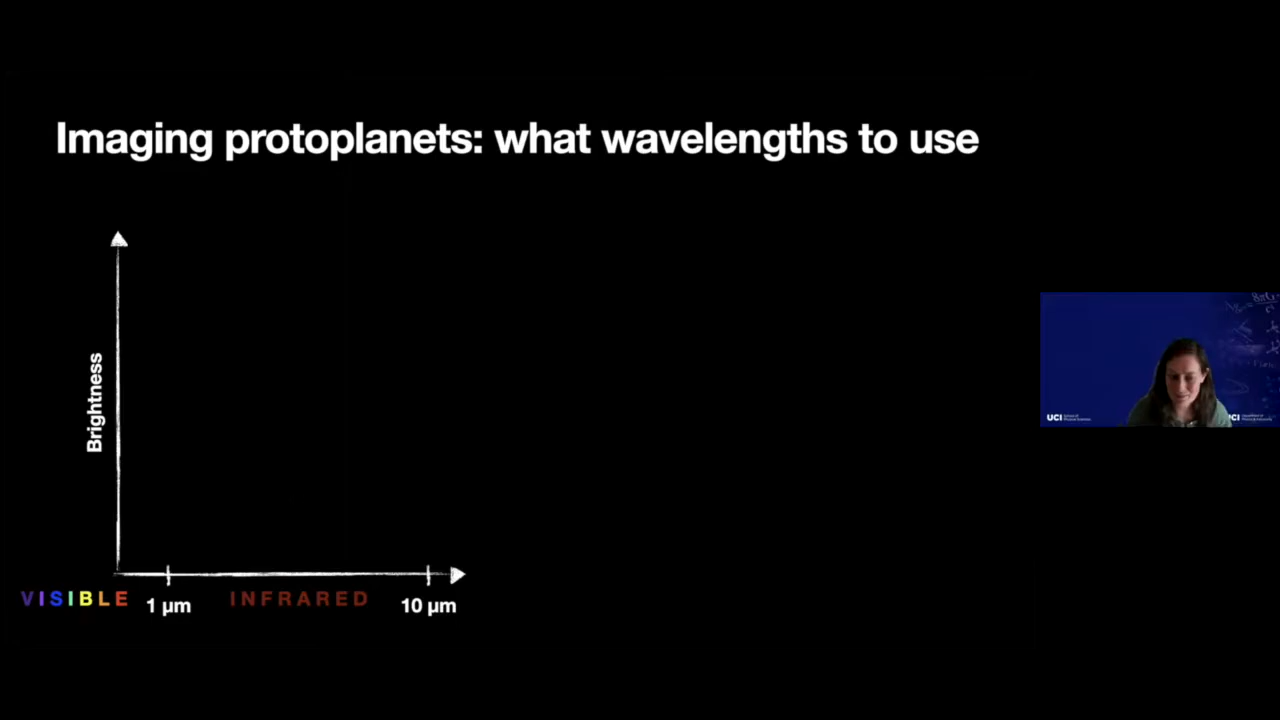 Imaging protoplanets: what wavelengths to use
Brightness
VISIBLE
1 µm
INFRARED
10 µm
UCI
UCI